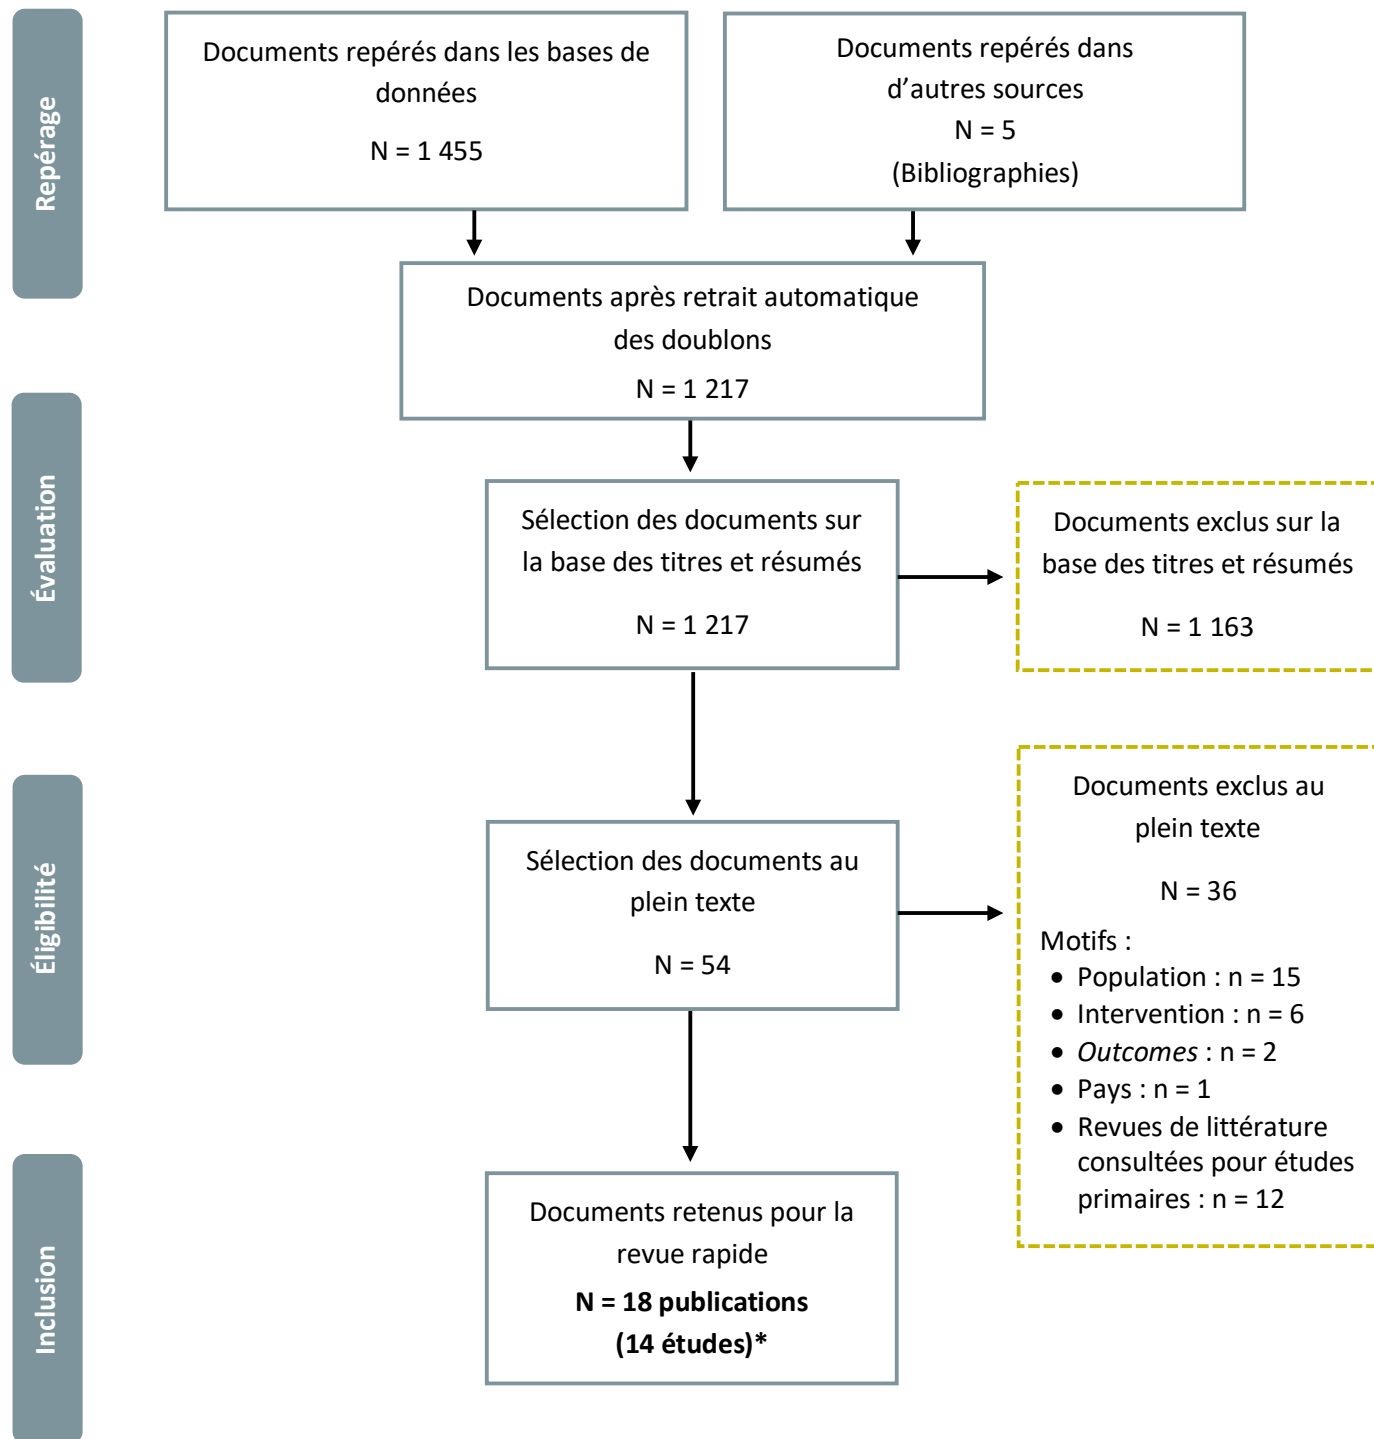 Repérage
Documents repérés dans les bases de
données
N = 1 455
Documents repérés dans
d’autres sources
N = 5
(Bibliographies)
Documents après retrait automatique
des doublons
N = 1 217
Évaluation
Sélection des documents sur
la base des titres et résumés
N = 1 217
Documents exclus sur la
base des titres et résumés
N = 1 163
Éligibilité
Sélection des documents au
plein texte
N = 54
Documents exclus au
plein texte
N = 36
Motifs :
• Population : n = 15
• Intervention : n = 6
• Outcomes : n = 2
• Pays : n = 1
• Revues de littérature
consultées pour études
primaires : n = 12
Inclusion
Documents retenus pour la
revue rapide
N = 18 publications
(14 études)*